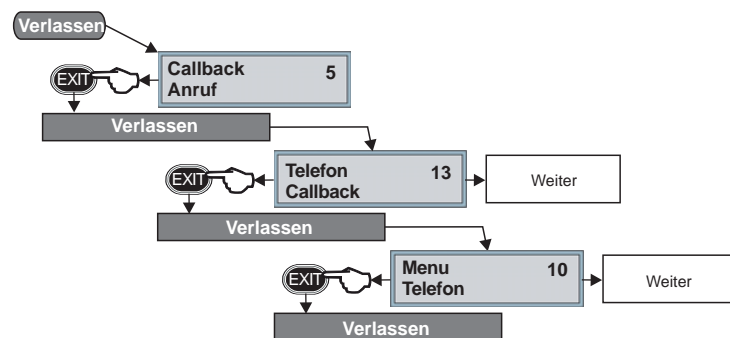 Verlassen
Callback 5
Anruf
EXIT
Verlassen
Telefon 13
Callback
EXIT
Weiter
Verlassen
Menu 10
Telefon
EXIT
Weiter
Verlassen